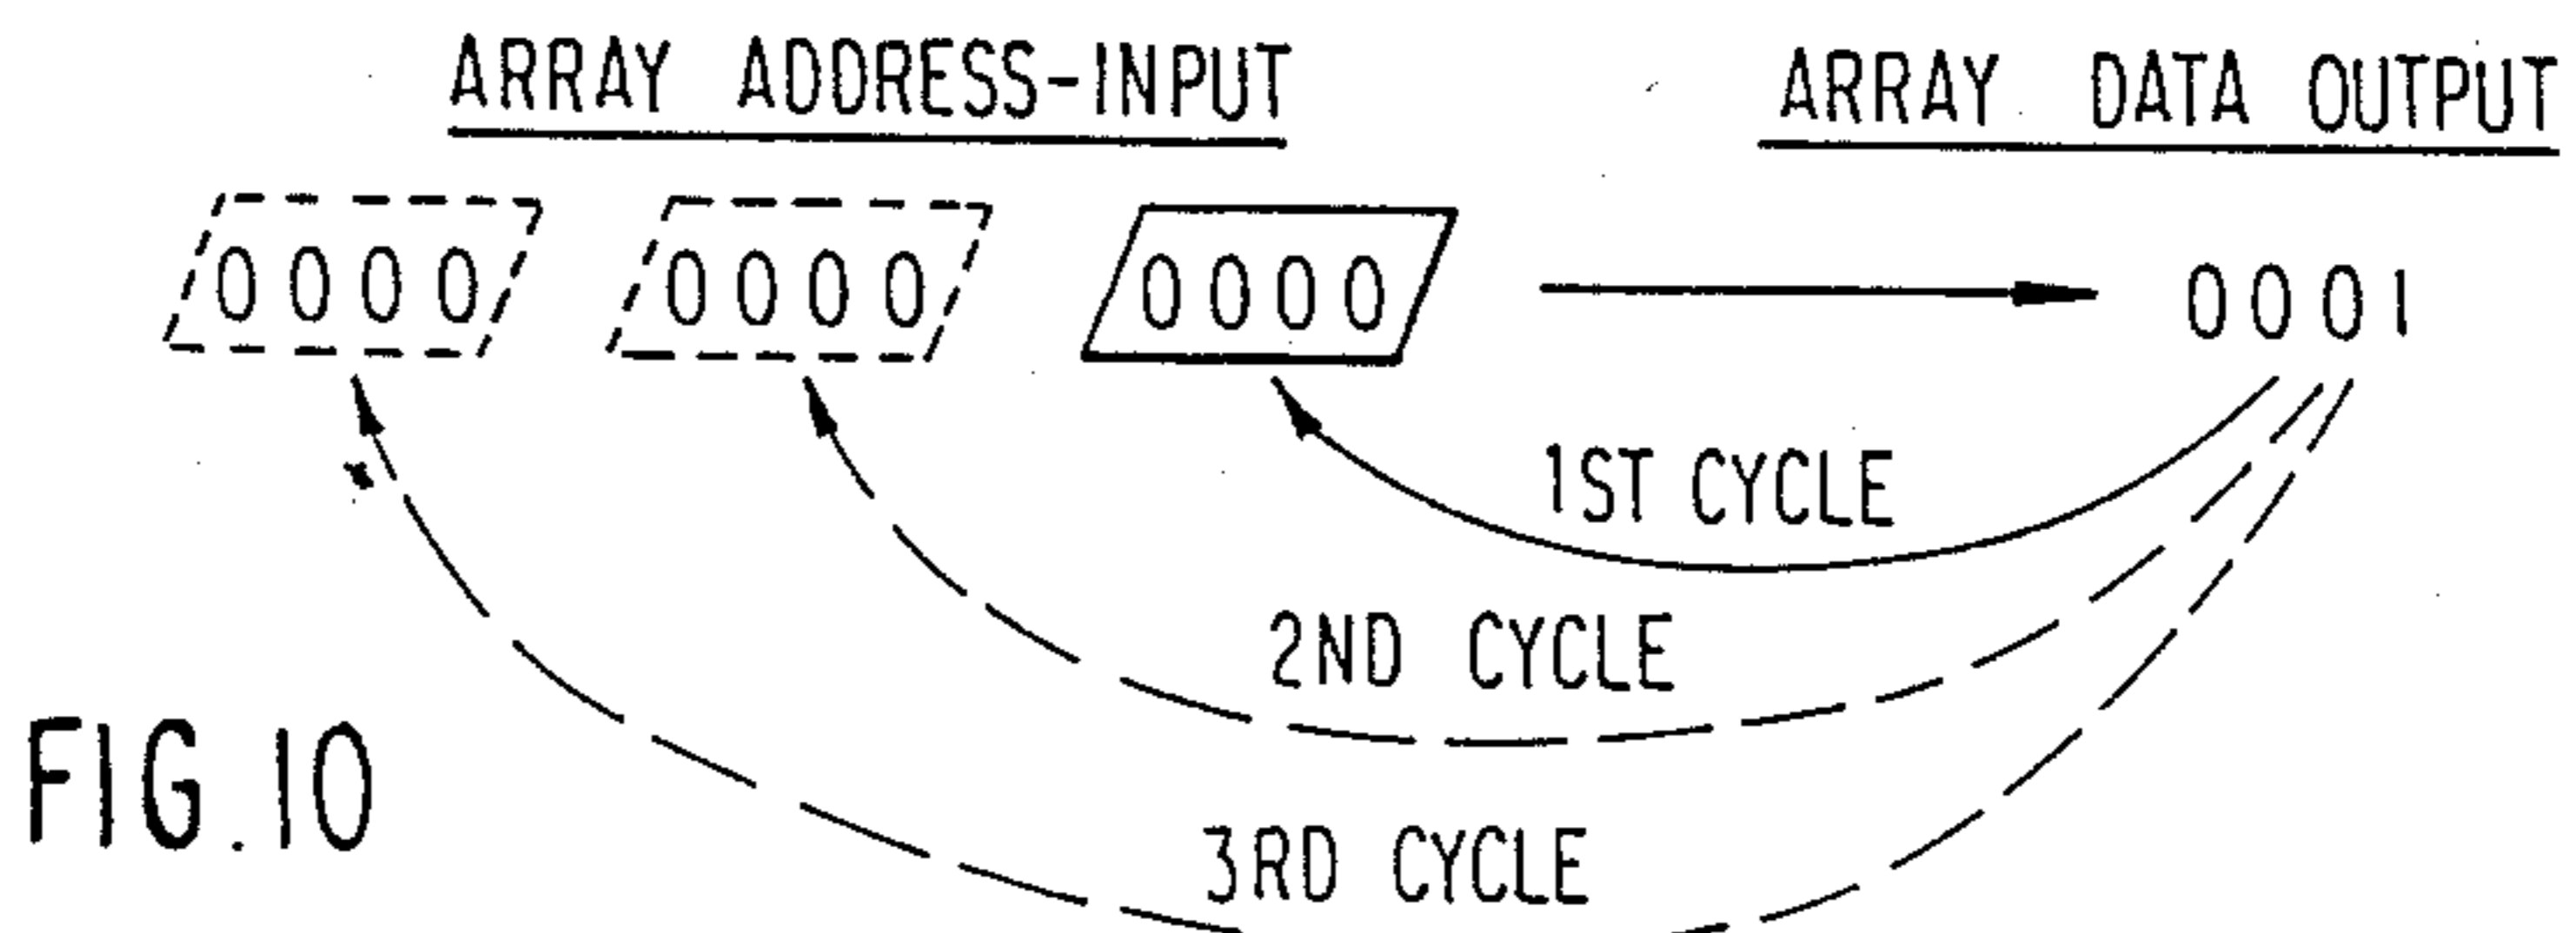 ARRAY ADDRESS-INPUT ARRAY DATA OUTPUT
0000 0000 0000 0001
1ST CYCLE
2ND CYCLE
FIG.10
3RD CYCLE